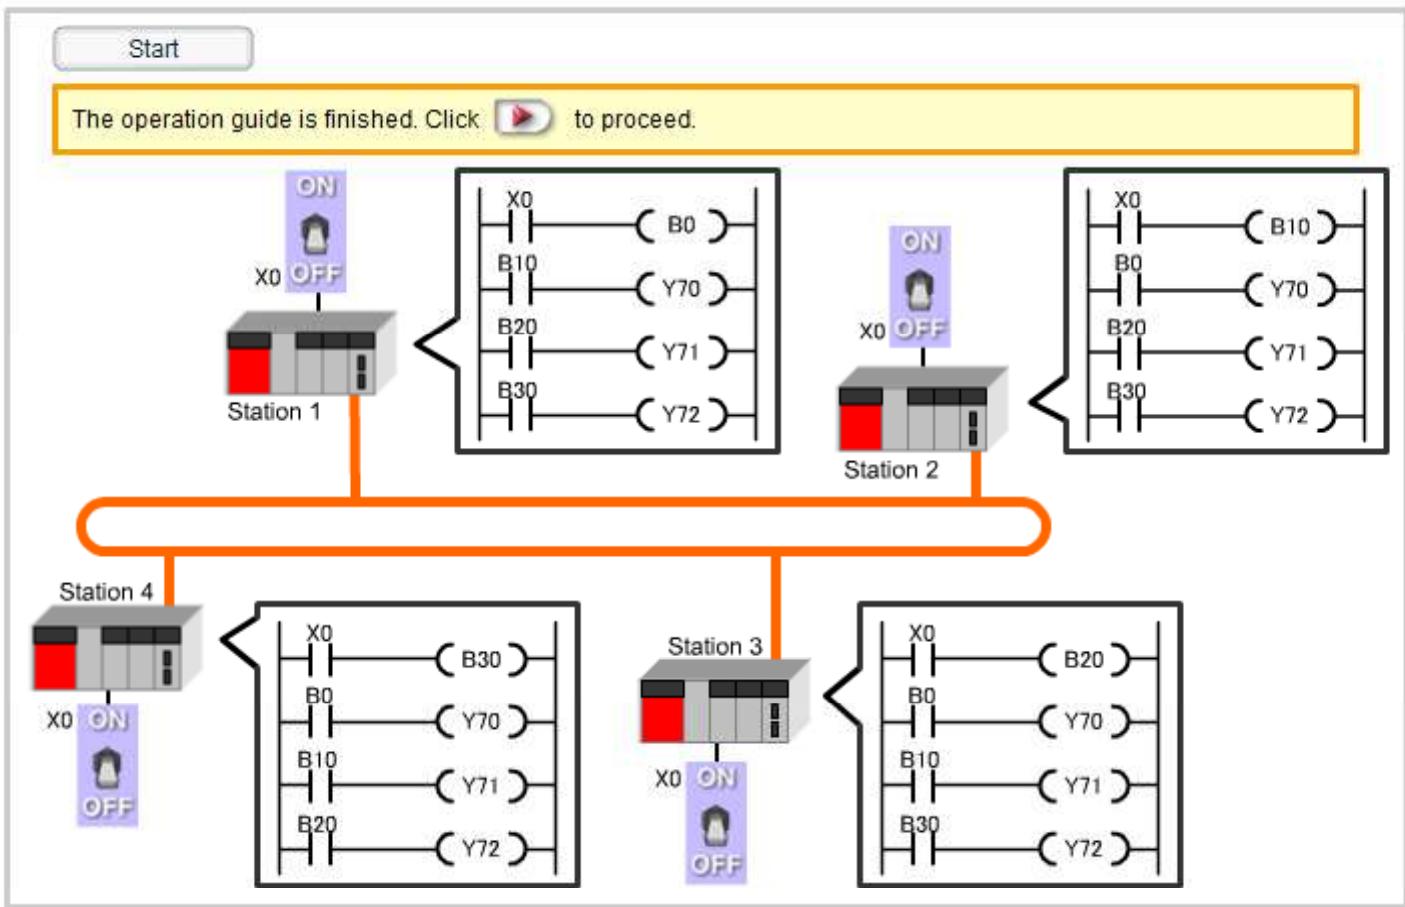 Start
The operation guide is finished. Click to proceed.
ON
X0 OFF
Station 1
X0 B0
B10 Y70
B20 Y71
B30 Y72
ON
X0 OFF
Station 2
X0 B10
B0 Y70
B20 Y71
B30 Y72
Station 4
X0 ON
OFF
X0 B30
B0 Y70
B10 Y71
B20 Y72
Station 3
X0 ON
OFF
X0 B20
B0 Y70
B10 Y71
B30 Y72